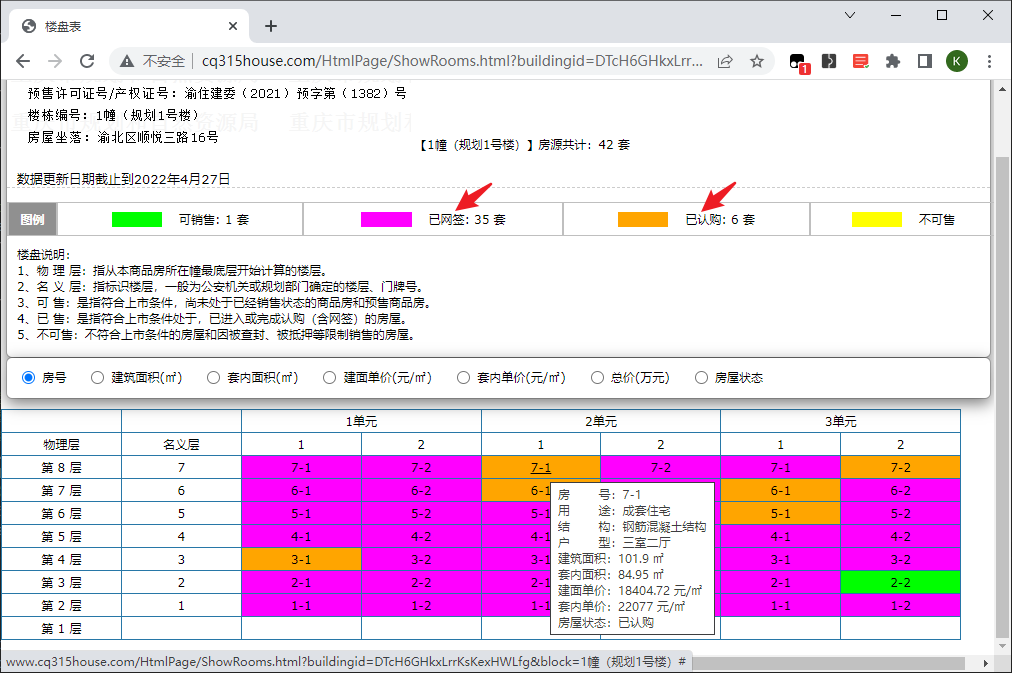 楼盘表
不安全 cq315house.com/HtmlPage/ShowRooms.html?buildingid=DTcH6GHkxLrr...
1
K
预售许可证号/产权证号：渝住建委（2021）预字第（1382）号
楼栋编号：1幢（规划1号楼）
资源局 重庆市规划和
房屋坐落：渝北区顺悦三路16号
【1幢（规划1号楼）】房源共计：42 套
数据更新日期截止到2022年4月27日
图例 可销售：1 套 已网签：35 套 已认购：6 套 不可售
楼盘说明：
1、物 理 层：指从本商品房所在幢最底层开始计算的楼层。
2、名 义 层：指标识楼层，一般为公安机关或规划部门确定的楼层、门牌号。
3、可 售：是指符合上市条件，尚未处于已经销售状态的商品房和预售商品房。
4、已 售：是指符合上市条件处于，已进入或完成认购（含网签）的房屋。
5、不可售：不符合上市条件的房屋和因被查封、被抵押等限制销售的房屋。
房号 建筑面积(㎡) 套内面积(㎡) 建面单价(元/㎡) 套内单价(元/㎡) 总价(万元) 房屋状态
1单元 2单元 3单元
物理层 名义层 1 2 1 2 1 2
第 8 层 7 7-1 7-2 7-1 7-2 7-1 7-2
第 7 层 6 6-1 6-2 6-1 6-1 6-2
第 6 层 5 5-1 5-2 5-1 5-1 5-2
第 5 层 4 4-1 4-2 4-1 4-1 4-2
第 4 层 3 3-1 3-2 3-1 3-1 3-2
第 3 层 2 2-1 2-2 2-1 2-1 2-2
第 2 层 1 1-1 1-2 1-1 1-1 1-2
第 1 层
房 号：7-1
用 途：成套住宅
结 构：钢筋混凝土结构
户 型：三室二厅
建筑面积：101.9 ㎡
套内面积：84.95 ㎡
建面单价：18404.72 元/㎡
套内单价：22077 元/㎡
房屋状态：已认购
www.cq315house.com/HtmlPage/ShowRooms.html?buildingid=DTcH6GHkxLrrKsKexHWLfg&block=1幢（规划1号楼）#